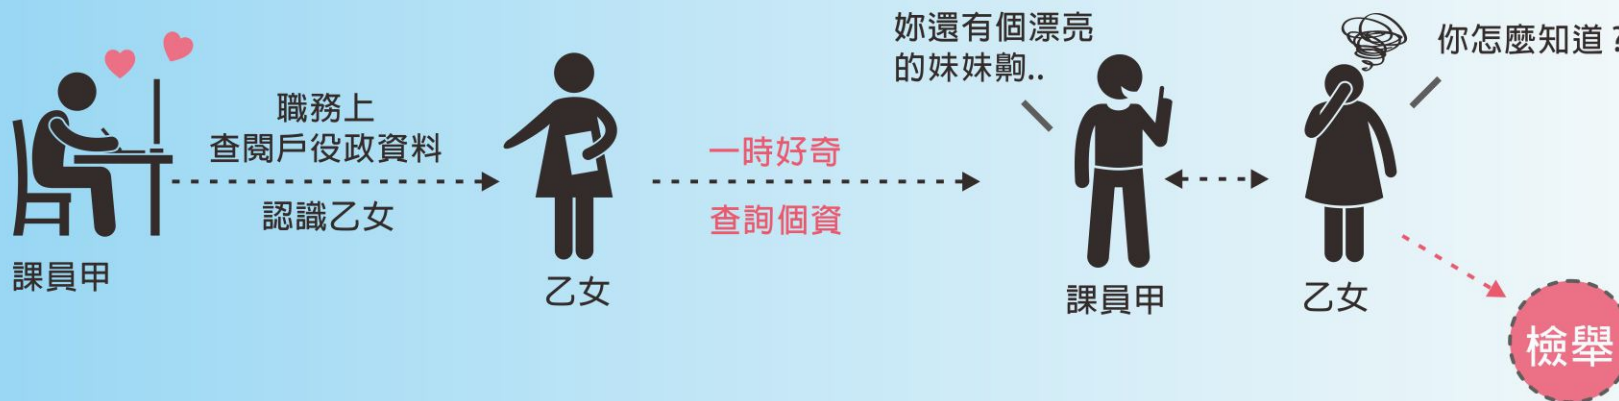 職務上
查閱戶役政資料
認識乙女
課員甲
乙女
一時好奇
查詢個資
妳還有個漂亮
的妹妹齁..
你怎麼知道?
課員甲
乙女
檢舉